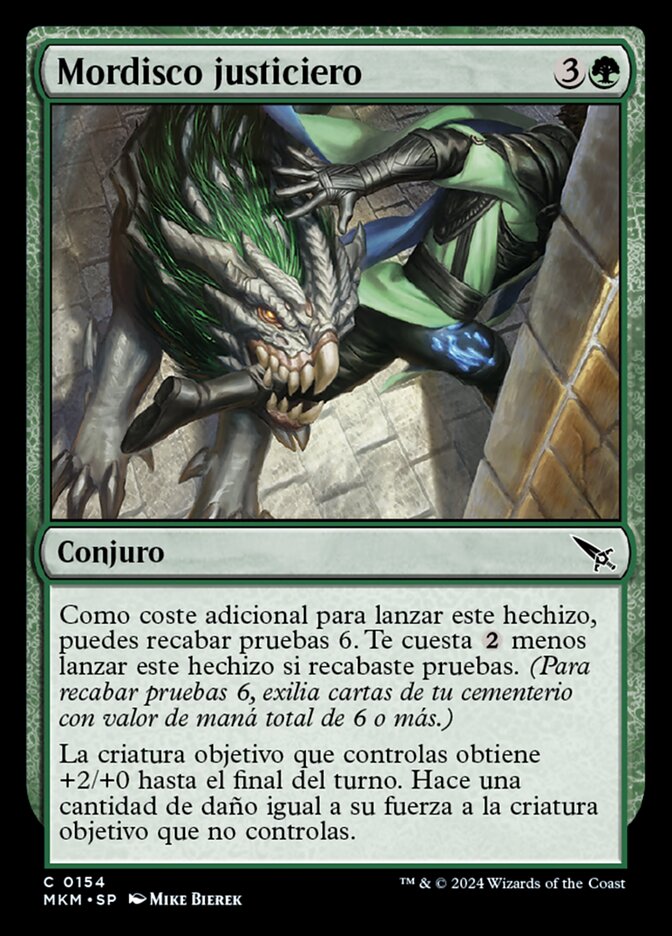 Mordisco justiciero 3
Conjuro
Como coste adicional para lanzar este hechizo,
puedes recabar pruebas 6. Te cuesta 2 menos
lanzar este hechizo si recabaste pruebas. (Para
recabar pruebas 6, exilia cartas de tu cementerio
con valor de maná total de 6 o más.)
La criatura objetivo que controlas obtiene
+2/+0 hasta el final del turno. Hace una
cantidad de daño igual a su fuerza a la criatura
objetivo que no controlas.
C 0154
MKM • SP Mike Bierek
™ & © 2024 Wizards of the Coast